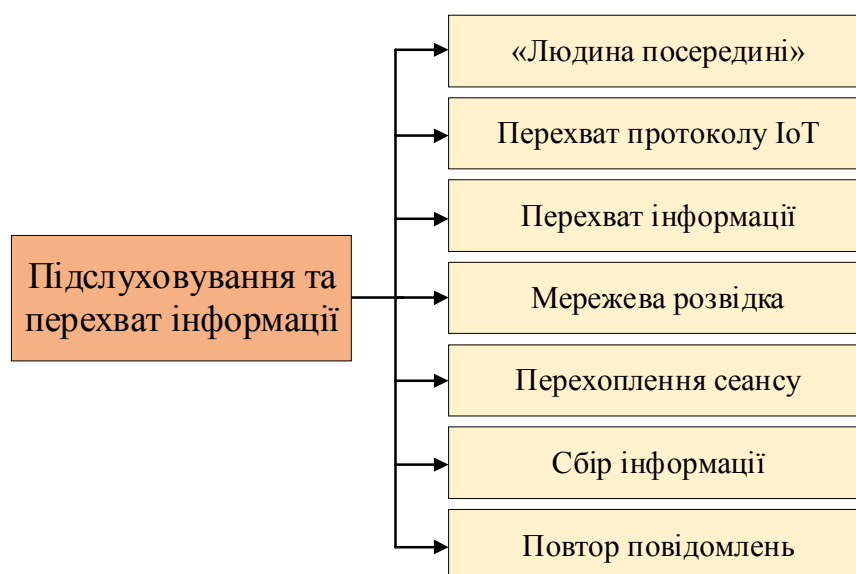 «Людина посередині»
Перехват протоколу IoT
Перехват інформації
Підслуховування та
перехват інформації
Мережева розвідка
Перехоплення сеансу
Сбір інформації
Повтор повідомлень